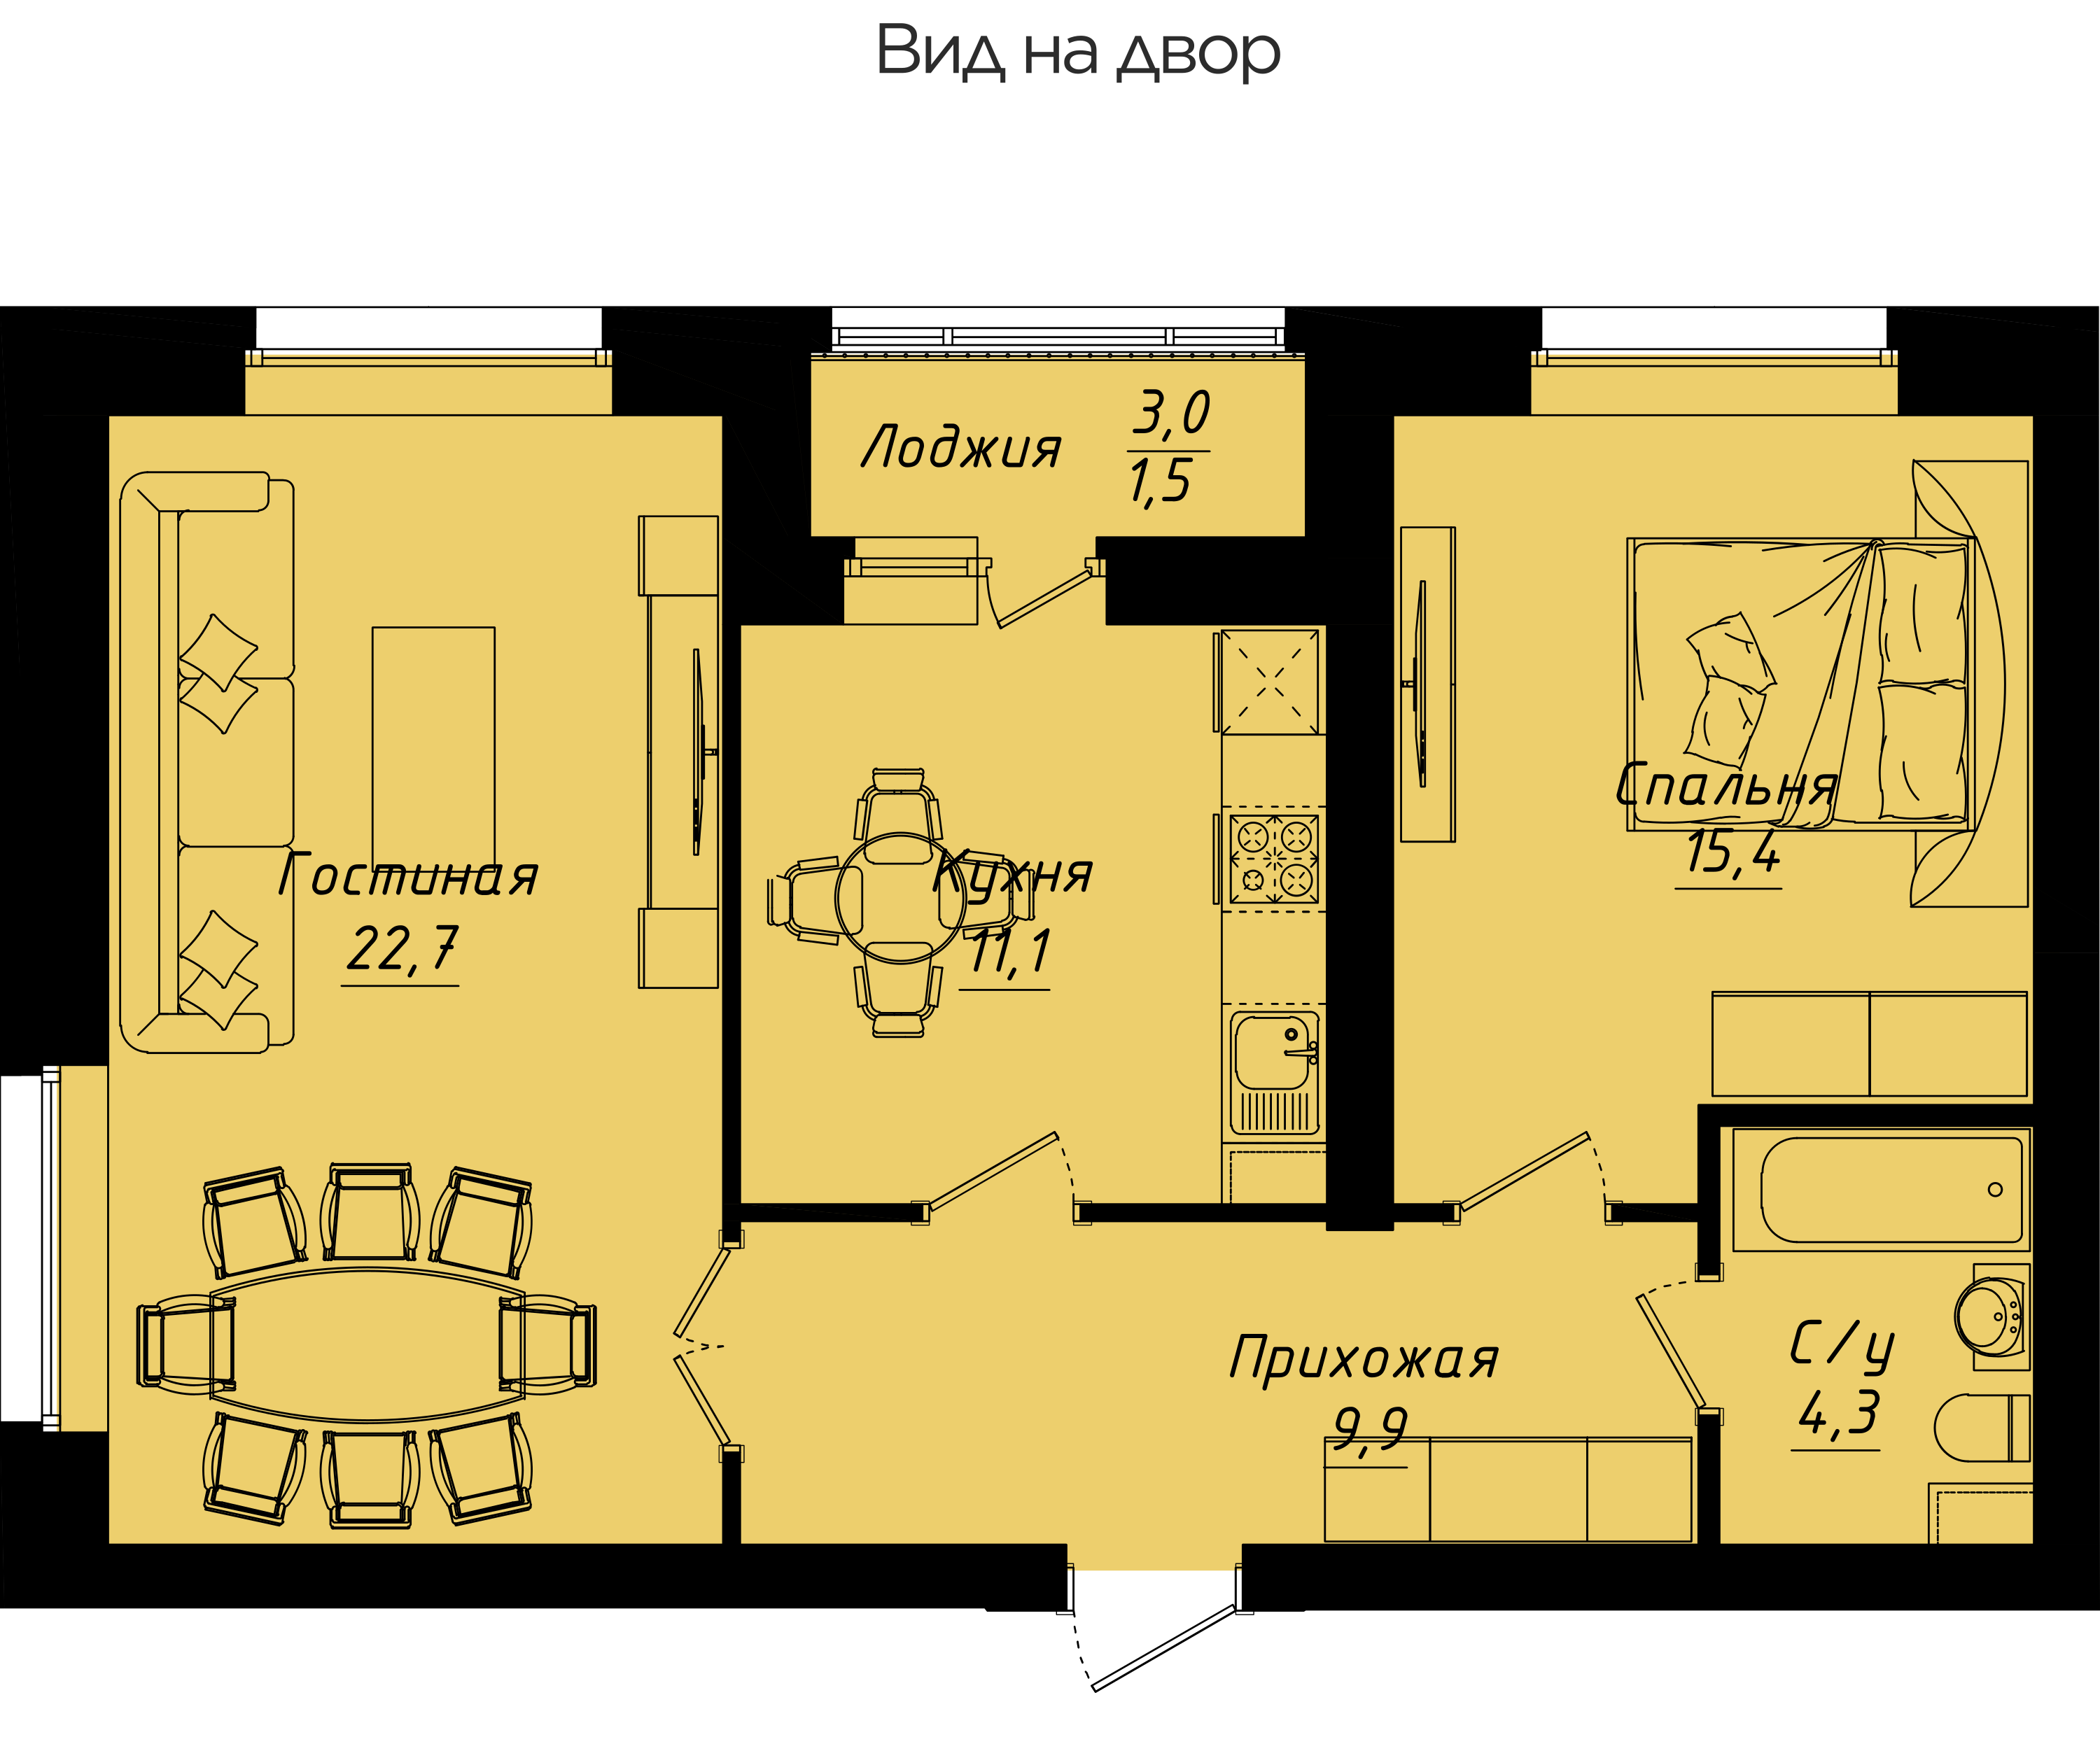 Вид на двор
Лоджия
3,0
1,5
Спальня
15,4
Гостиная
22,7
Кухня
11,1
Прихожая
9,9
С/у
4,3